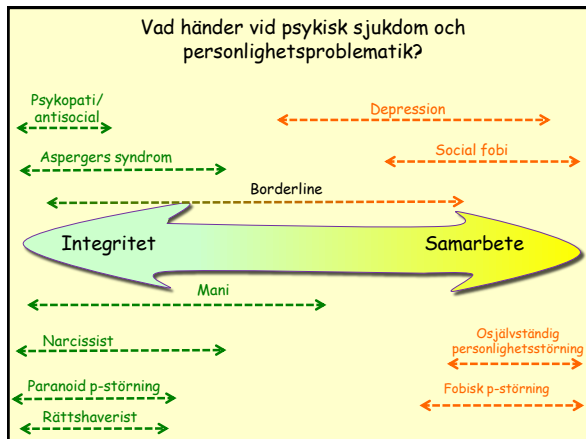 Vad händer vid psykisk sjukdom och
personlighetsproblematik?
Psykopati/
antisocial
Depression
Aspergers syndrom
Social fobi
Borderline
Integritet
Samarbete
Mani
Narcissist
Osjälvständig
personlighetsstörning
Paranoid p-störning
Fobisk p-störning
Rättshaverist